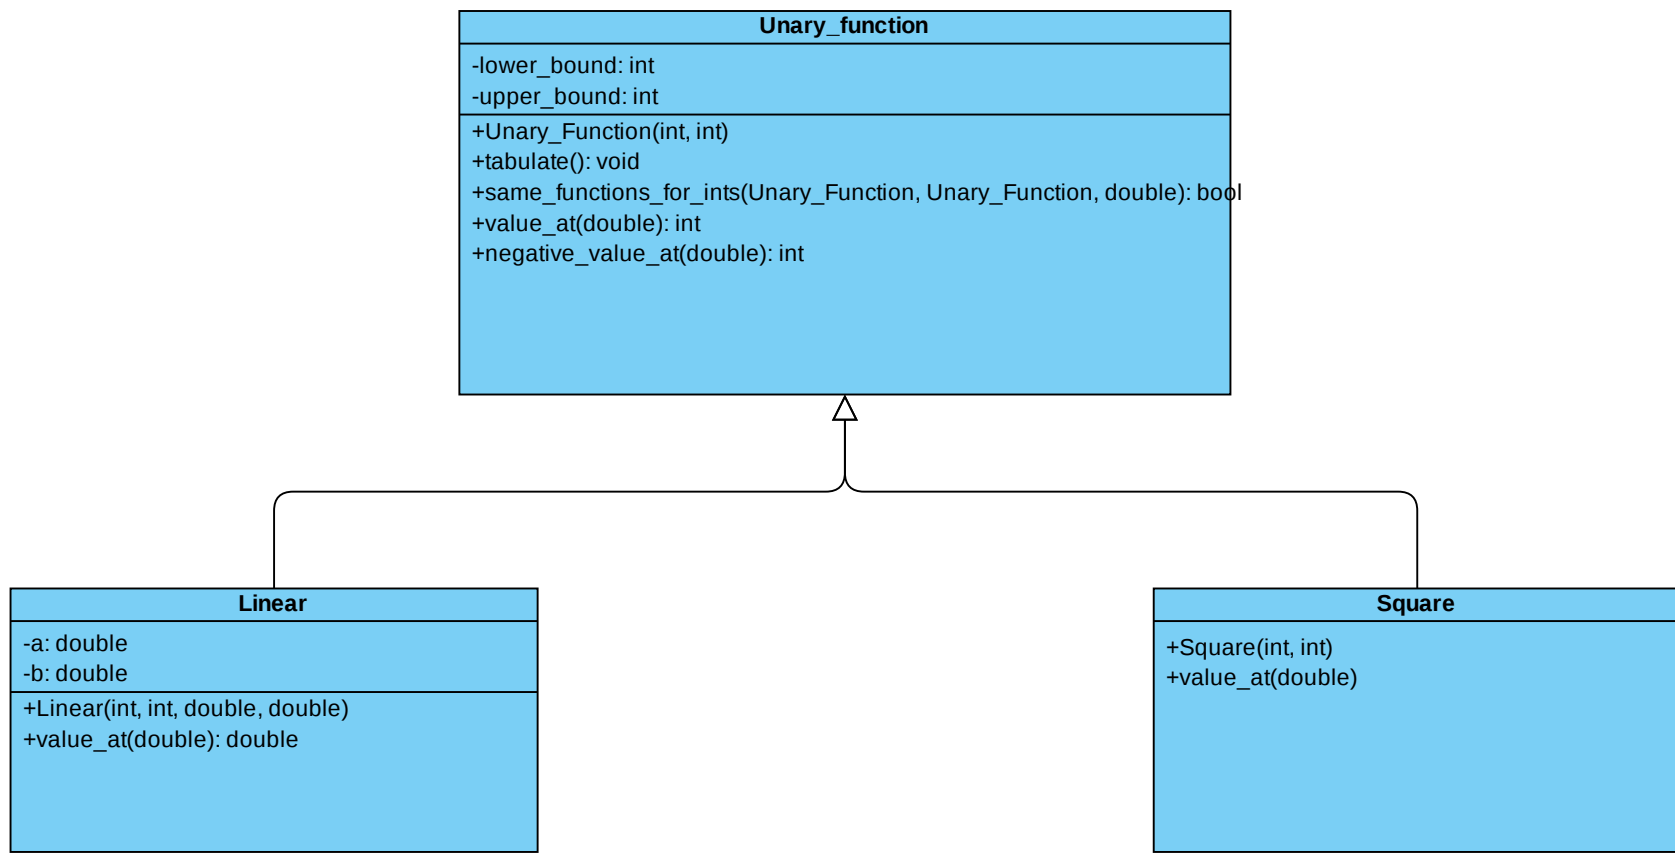 Unary_function
-lower_bound: int
-upper_bound: int
+Unary_Function(int, int)
+tabulate(): void
+same_functions_for_ints(Unary_Function, Unary_Function, double): bool
+value_at(double): int
+negative_value_at(double): int
Linear
-a: double
-b: double
+Linear(int, int, double, double)
+value_at(double): double
Square
+Square(int, int)
+value_at(double)